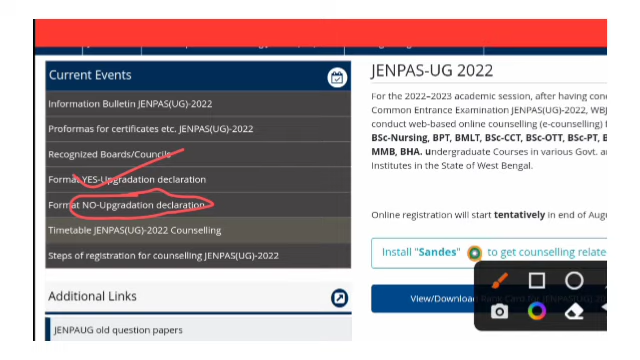 Current Events
Information Bulletin JENPAS(UG)-2022
Proformas for certificates etc. JENPAS(UG)-2022
Recognized Boards/Councils
Format YES-Upgradation declaration
Format NO-Upgradation declaration
Timetable JENPAS(UG)-2022 Counselling
Steps of registration for counselling JENPAS(UG)-2022
Additional Links
JENPAUG old question papers
JENPAS-UG 2022
For the 2022–2023 academic session, after having
Common Entrance Examination JENPAS(UG)-2022,
conduct web-based online counselling (e-counselling)
BSc-Nursing, BPT, BMLT, BSc-CCT, BSc-OTT, BSc-PT,
MMB, BHA. undergraduate Courses in various Govt.
Institutes in the State of West Bengal.
Online registration will start tentatively in end of
Install "Sandes" to get counselling
View/Download